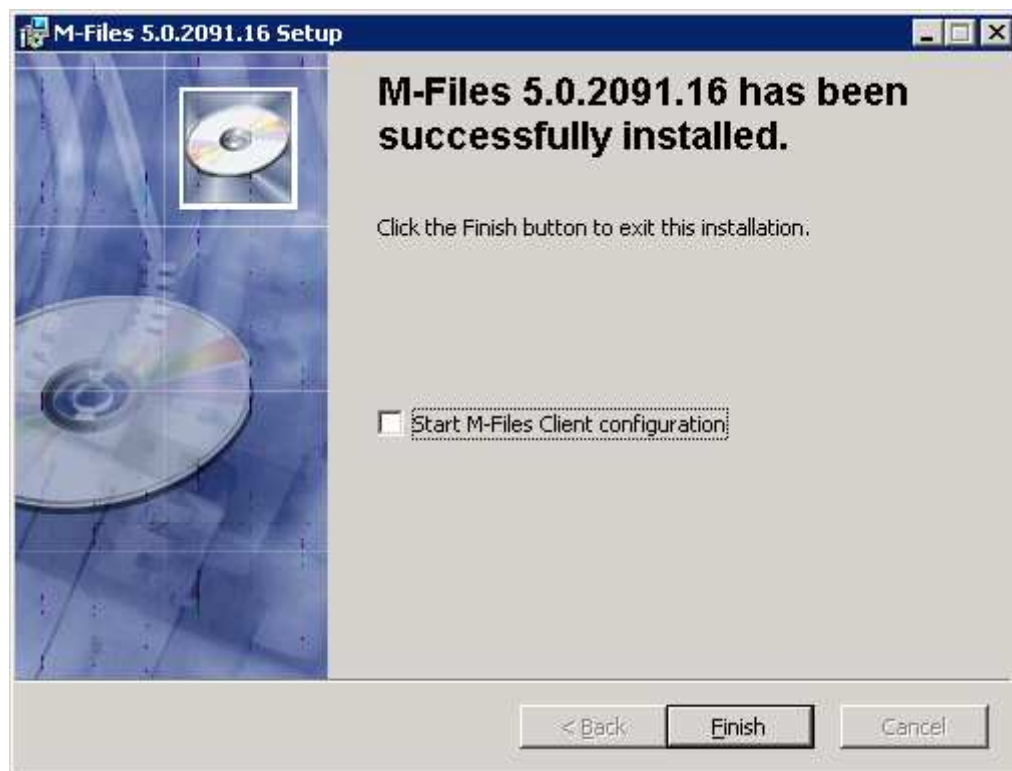 M-Files 5.0.2091.16 Setup
M-Files 5.0.2091.16 has been
successfully installed.
Click the Finish button to exit this installation.
Start M-Files Client configuration
< Back
Finish
Cancel